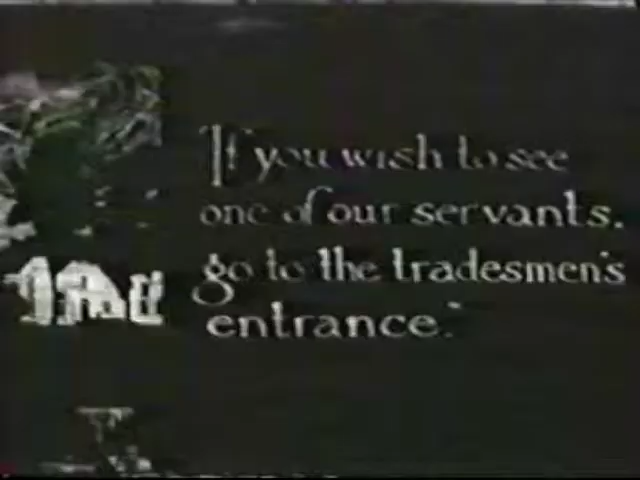 "If you wish to see
one of our servants,
go to the tradesmen's
entrance."